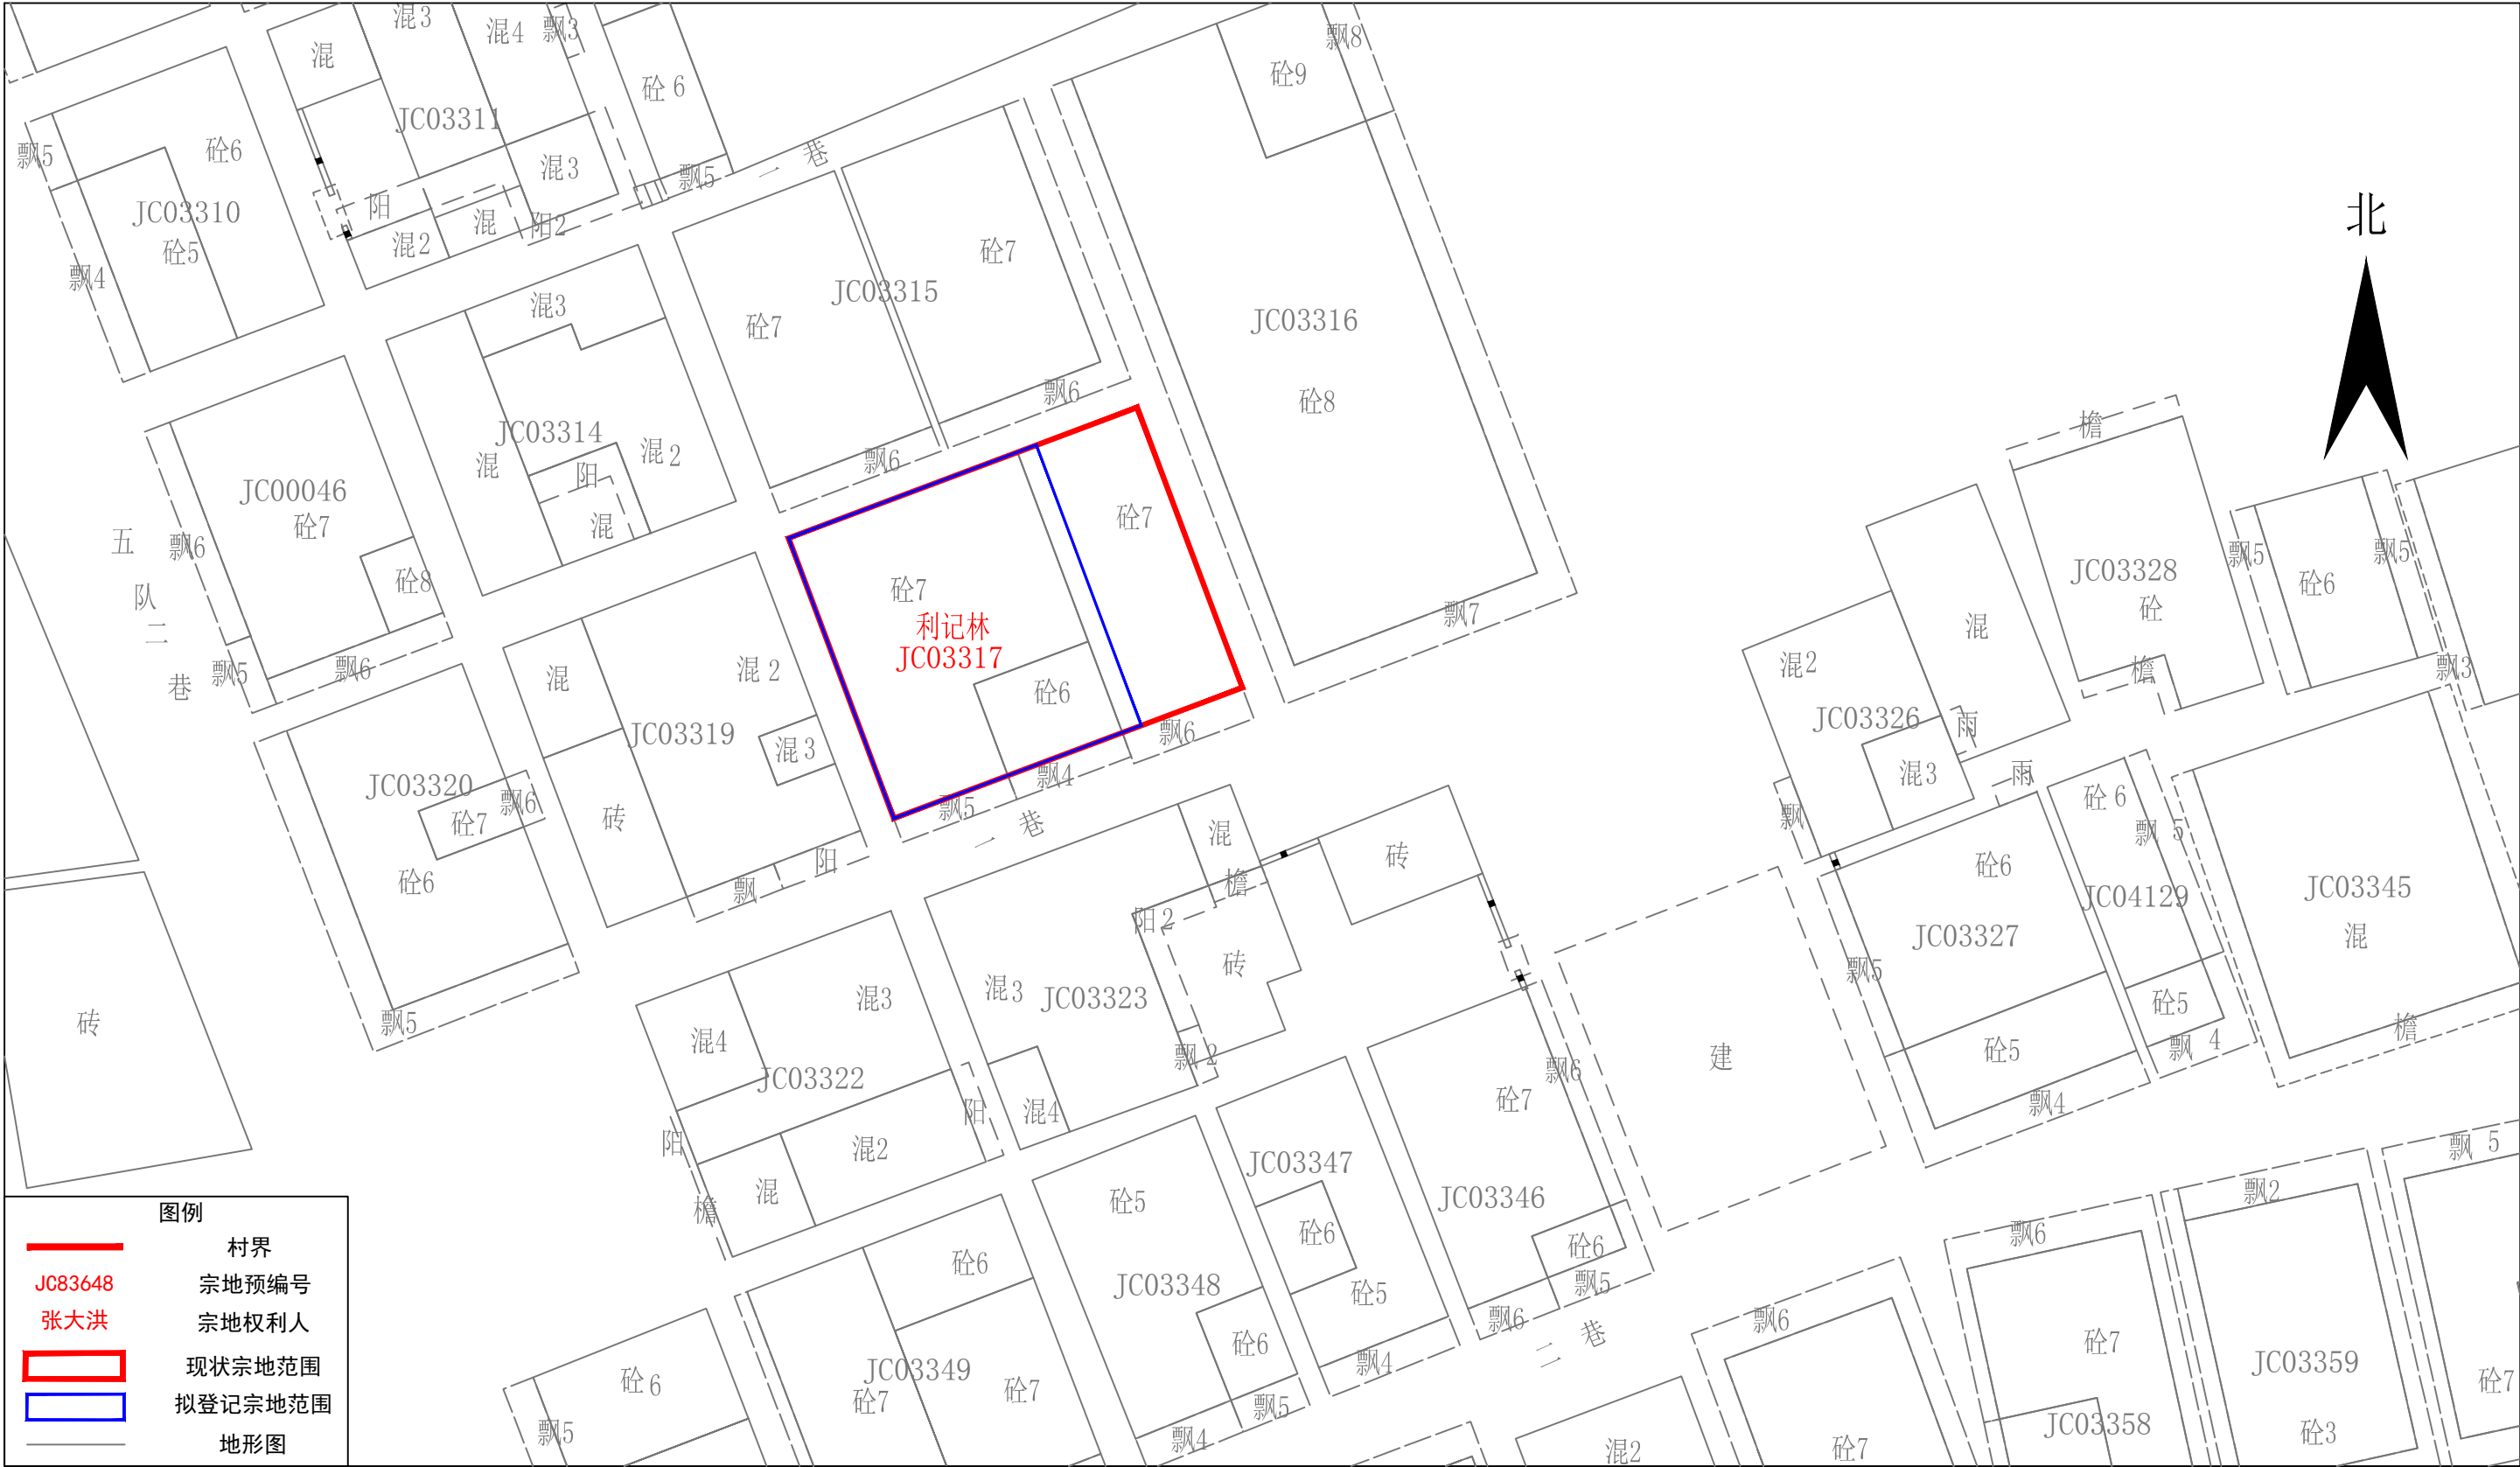 混
混3
混4
飘3
砼6
飘8
砼9
JC03311
飘5
砼6
混3
飘5
一巷
JC03310
砼5
飘4
阳
混2
混
阳2
北
砼7
JC03315
砼7
混3
飘6
JC03316
砼8
JC03314
混
混2
阳
混
飘6
檐
JC00046
砼7
砼8
五队二巷
飘6
飘5
飘6
砼7
砼7
利记林
JC03317
砼6
飘6
飘4
飘5
一巷
飘7
JC03328
砼
檐
飘5
砼6
飘5
飘3
混
混2
JC03326
雨
混3
雨
飘
混
混2
JC03319
混3
砖
飘
阳
JC03320
砼7
飘6
砼6
飘5
砼6
飘5
JC04129
砼6
JC03327
飘5
砼5
砼5
飘4
飘4
JC03345
混
檐
混
檐
砖
阳2
砖
混3
JC03323
飘2
混4
砖
建
混3
混4
JC03322
阳
混2
混
阳
檐
飘6
砼7
JC03346
砼6
飘5
飘6
JC03347
砼6
砼5
飘4
二巷
砼5
JC03348
砼6
飘5
飘4
砼6
JC03349
砼7
砼7
砼6
飘5
混2
飘6
砼7
飘6
砼7
JC03358
飘2
JC03359
砼3
飘5
砼7
图例
村界
JC83648 宗地预编号
张大洪 宗地权利人
现状宗地范围
拟登记宗地范围
地形图